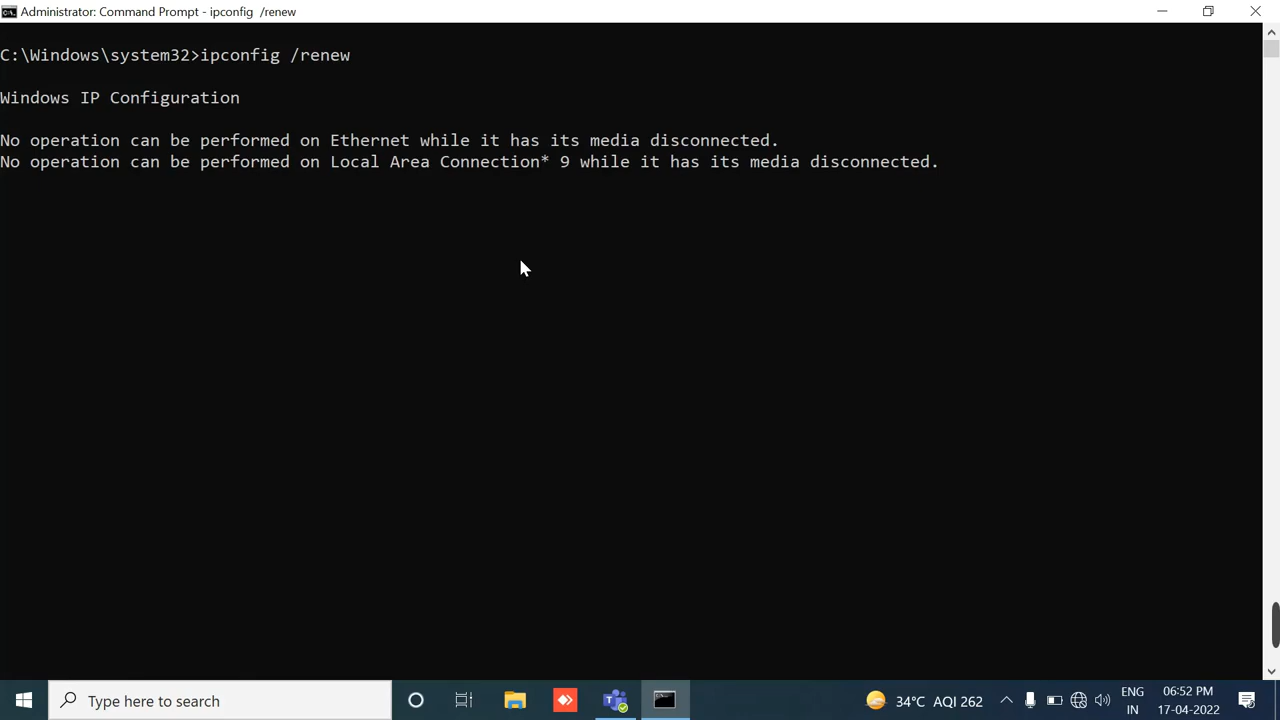 Administrator: Command Prompt - ipconfig  /renew
C:\Windows\system32>ipconfig /renew
Windows IP Configuration
No operation can be performed on Ethernet while it has its media disconnected.
No operation can be performed on Local Area Connection* 9 while it has its media disconnected.
Type here to search
34°C AQI 262
ENG
IN
06:52 PM
17-04-2022